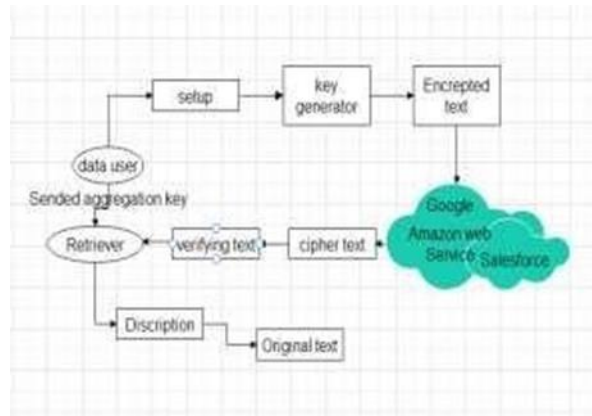 setup
key
generator
Encrepted
text
data user
Sended aggregation key
Google
Amazon web
Service
Salesforce
Retriever
verifying text
cipher text
Discription
Original text